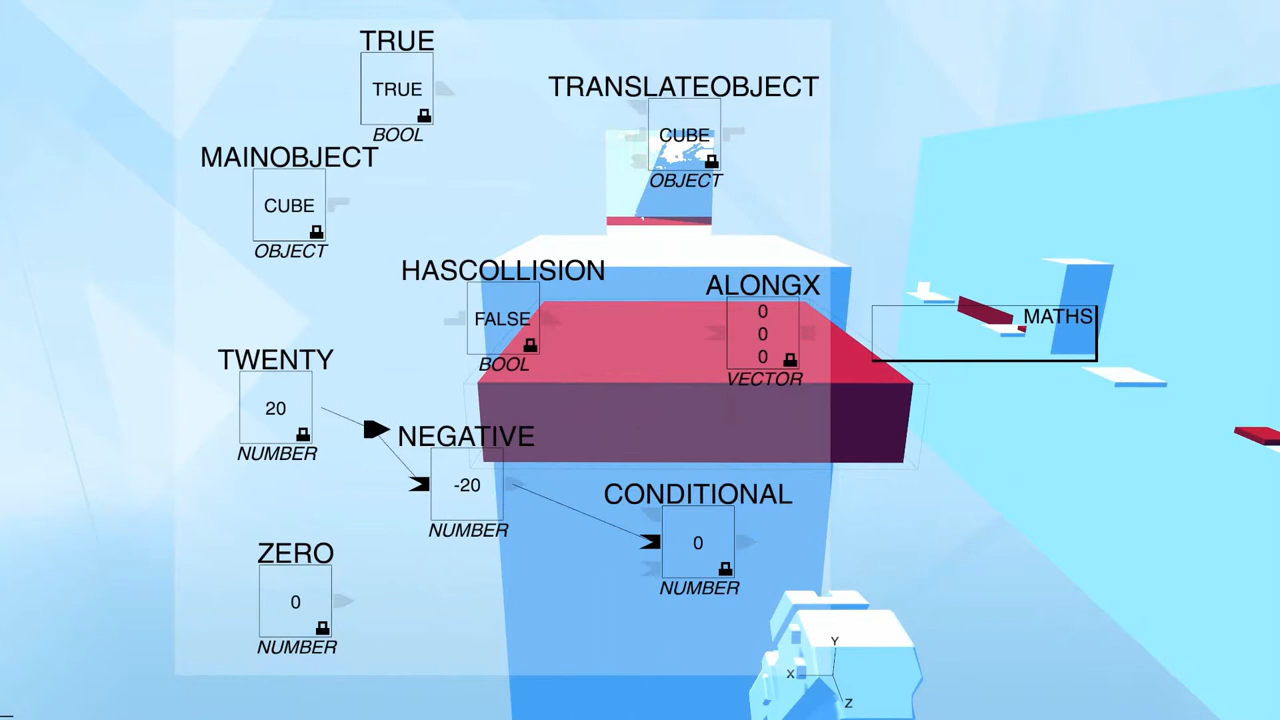 TRUE
TRUE
BOOL
TRANSLATEOBJECT
CUBE
OBJECT
MAINOBJECT
CUBE
OBJECT
HASCOLLISION
FALSE
BOOL
ALONGX
0
0
0
VECTOR
MATHS
TWENTY
20
NUMBER
NEGATIVE
-20
NUMBER
CONDITIONAL
0
NUMBER
ZERO
0
NUMBER
Y
X
Z